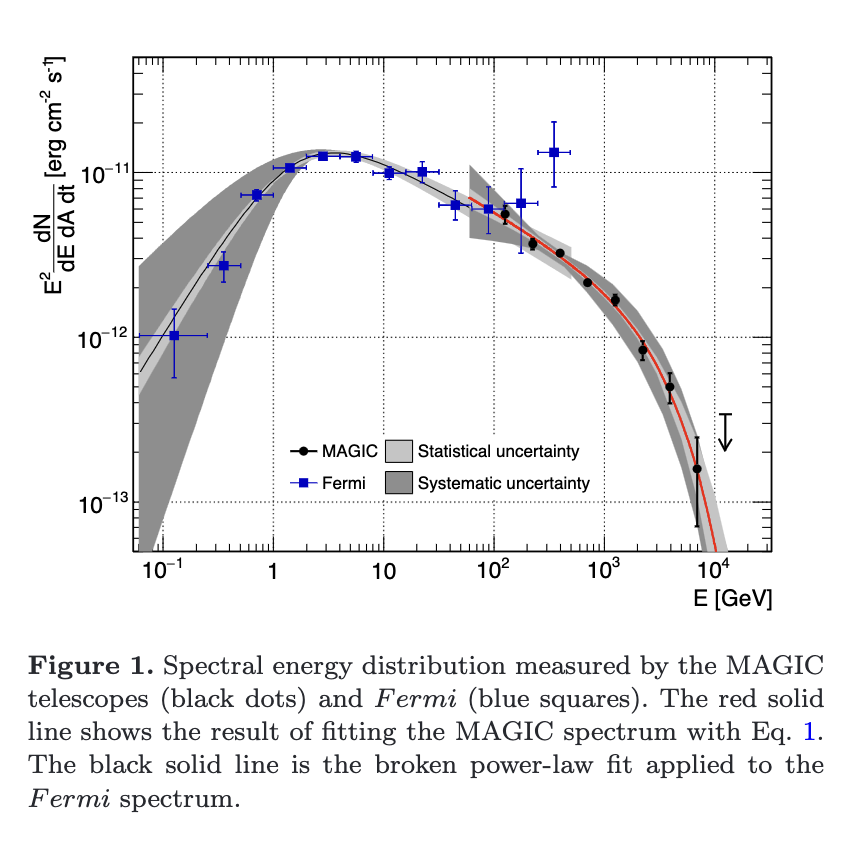 E² dN/dE dA dt [erg cm⁻² s⁻¹]
10⁻¹¹
10⁻¹²
10⁻¹³
MAGIC Statistical uncertainty
Fermi Systematic uncertainty
10⁻¹ 1 10 10² 10³ 10⁴
E [GeV]
Figure 1. Spectral energy distribution measured by the MAGIC
telescopes (black dots) and Fermi (blue squares). The red solid
line shows the result of fitting the MAGIC spectrum with Eq. 1.
The black solid line is the broken power-law fit applied to the
Fermi spectrum.